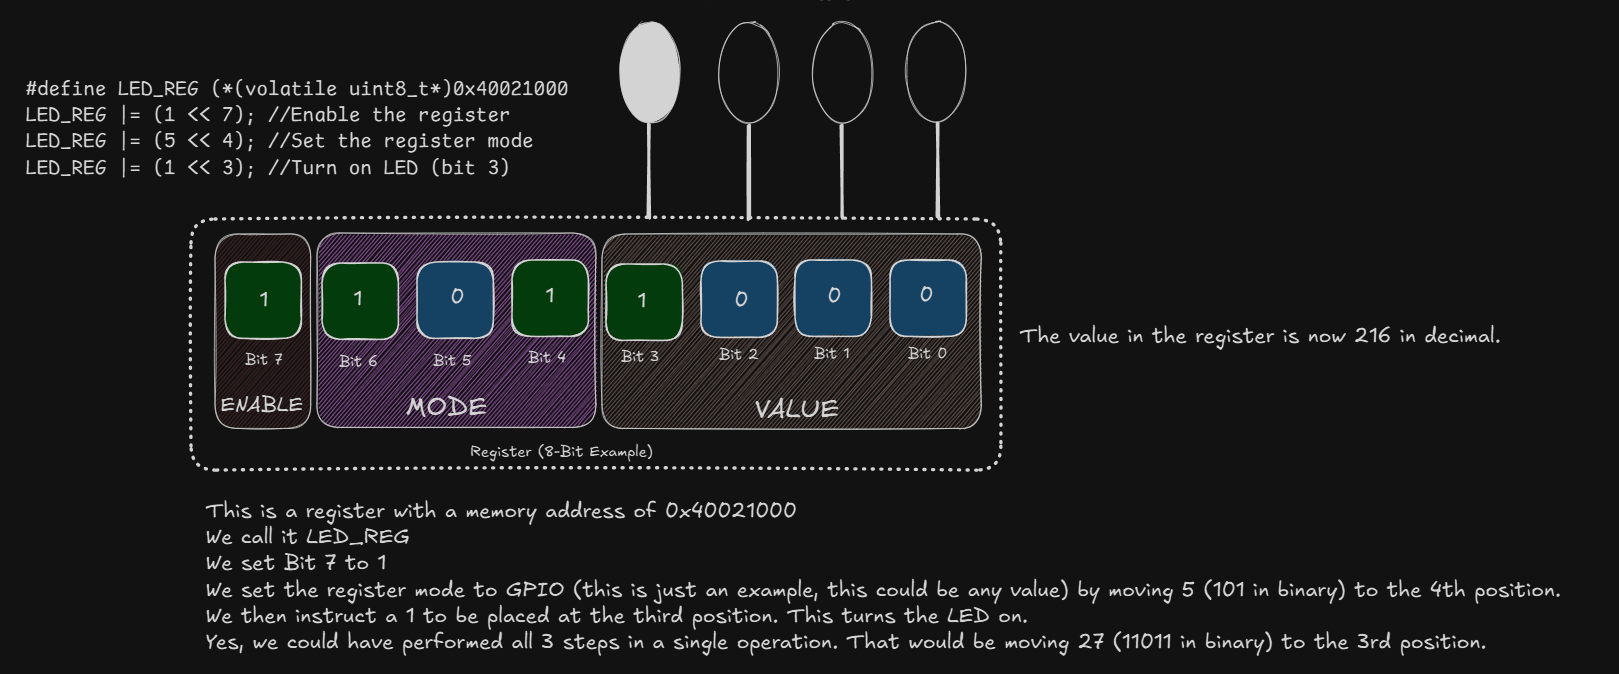 #define LED_REG (*(volatile uint8_t*)0x40021000
LED_REG |= (1 << 7); //Enable the register
LED_REG |= (5 << 4); //Set the register mode
LED_REG |= (1 << 3); //Turn on LED (bit 3)
1 1 0 1 1 0 0 0
Bit 7 Bit 6 Bit 5 Bit 4 Bit 3 Bit 2 Bit 1 Bit 0
ENABLE MODE VALUE
Register (8-Bit Example)
The value in the register is now 216 in decimal.
This is a register with a memory address of 0x40021000
We call it LED_REG
We set Bit 7 to 1
We set the register mode to GPIO (this is just an example, this could be any value) by moving 5 (101 in binary) to the 4th position.
We then instruct a 1 to be placed at the third position. This turns the LED on.
Yes, we could have performed all 3 steps in a single operation. That would be moving 27 (11011 in binary) to the 3rd position.